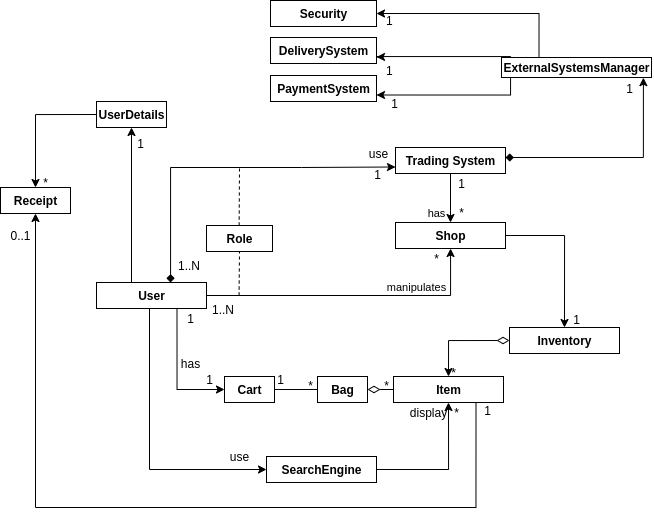 Security
1
DeliverySystem
ExternalSystemsManager
1
PaymentSystem
1
1
UserDetails
1
use
Trading System
1
*
1
Receipt
has
*
0..1
Role
Shop
*
1..N
User
manipulates
1..N
1
1
Inventory
has
*
1
Cart
1
*
Bag
*
Item
display
*
1
use
SearchEngine